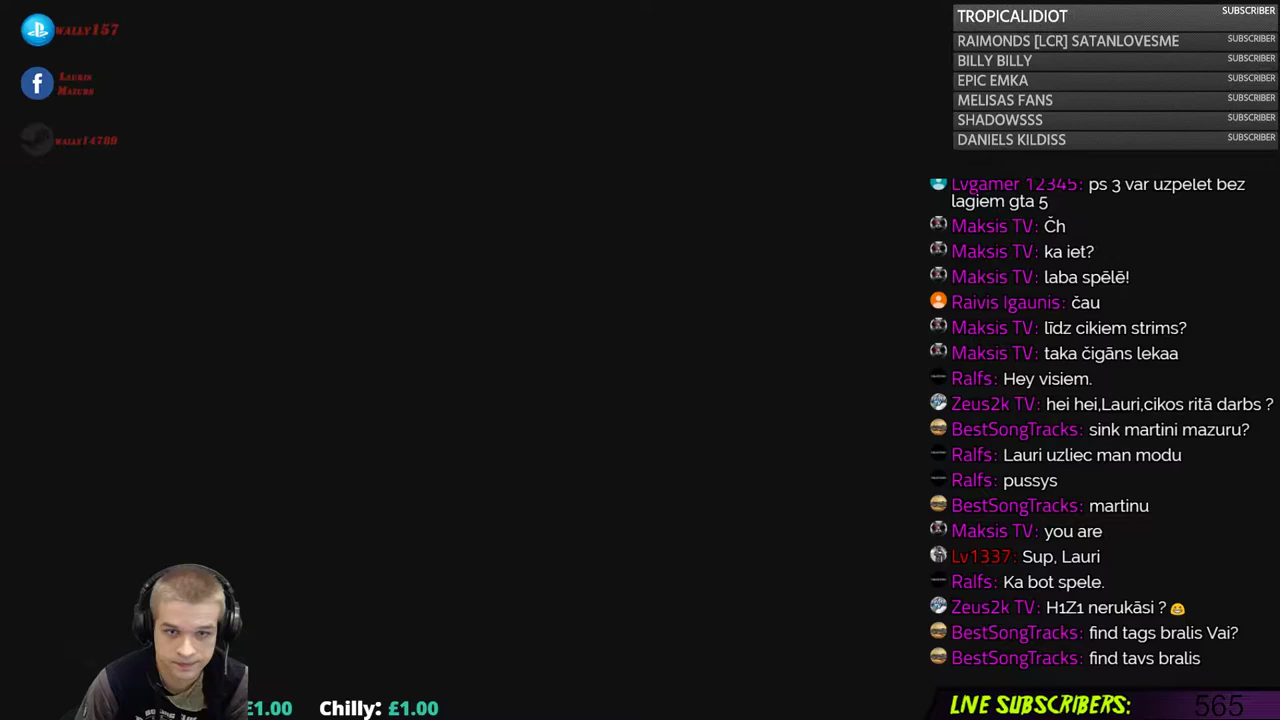 wally157
Laurin
Mazurs
wally14789
TROPICALIDIOT SUBSCRIBER
RAIMONDS [LCR] SATANLOVESME SUBSCRIBER
BILLY BILLY SUBSCRIBER
EPIC EMKA SUBSCRIBER
MELISAS FANS SUBSCRIBER
SHADOWSSS SUBSCRIBER
DANIELS KILDISS SUBSCRIBER
Lvgamer 12345: ps 3 var uzpelet bez
lagiem gta 5
Maksis TV: Čh
Maksis TV: ka iet?
Maksis TV: laba spēlē!
Raivis Igaunis: čau
Maksis TV: līdz cikiem strims?
Maksis TV: taka čigāns lekaa
Ralfs: Hey visiem.
Zeus2k TV: hei hei,Lauri,cikos ritā darbs ?
BestSongTracks: sink martini mazuru?
Ralfs: Lauri uzliec man modu
Ralfs: pussys
BestSongTracks: martinu
Maksis TV: you are
Lv1337: Sup, Lauri
Ralfs: Ka bot spele.
Zeus2k TV: H1Z1 nerukāsi ? 😁
BestSongTracks: find tags bralis Vai?
BestSongTracks: find tavs bralis
£1.00 Chilly: £1.00
LIVE SUBSCRIBERS: 565